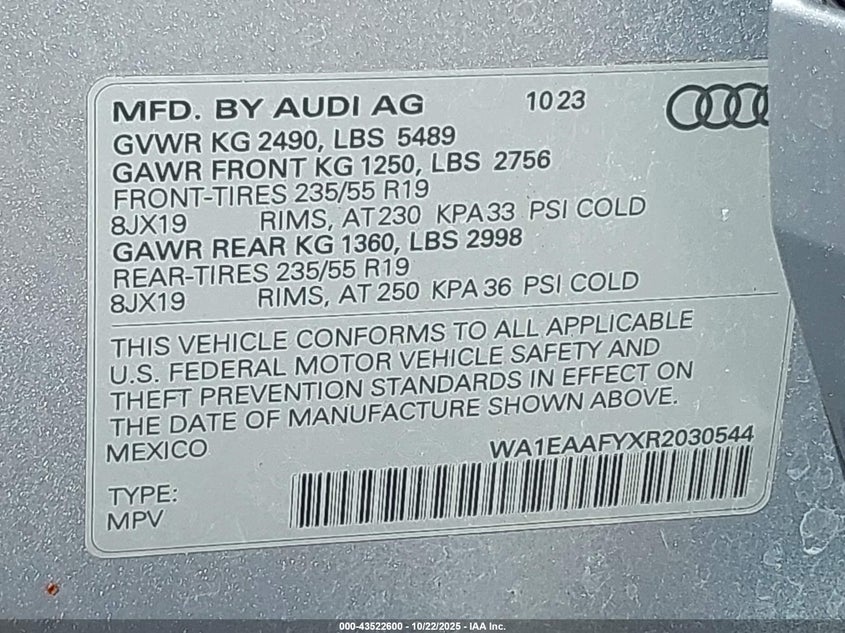 MFD. BY AUDI AG 10 23
GVWR KG 2490, LBS 5489
GAWR FRONT KG 1250, LBS 2756
FRONT-TIRES 235/55 R19
8JX19 RIMS, AT 230 KPA 33 PSI COLD
GAWR REAR KG 1360, LBS 2998
REAR-TIRES 235/55 R19
8JX19 RIMS, AT 250 KPA 36 PSI COLD
THIS VEHICLE CONFORMS TO ALL APPLICABLE
U.S. FEDERAL MOTOR VEHICLE SAFETY AND
THEFT PREVENTION STANDARDS IN EFFECT ON
THE DATE OF MANUFACTURE SHOWN ABOVE.
MEXICO WA1EAAFYXR2030544
TYPE:
MPV
000-43522600 - 10/22/2025 - IAA Inc.